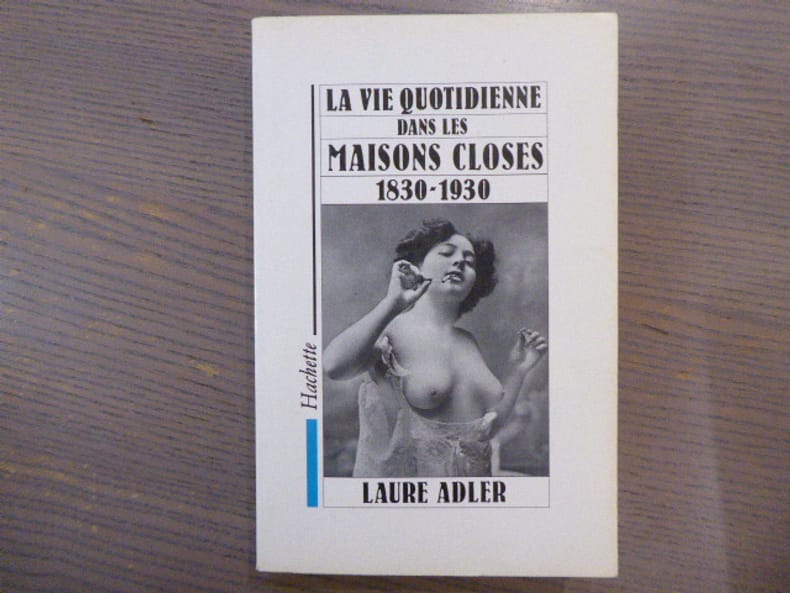 LA VIE QUOTIDIENNE
DANS LES
MAISONS CLOSES
1830-1930
Hachette
LAURE ADLER